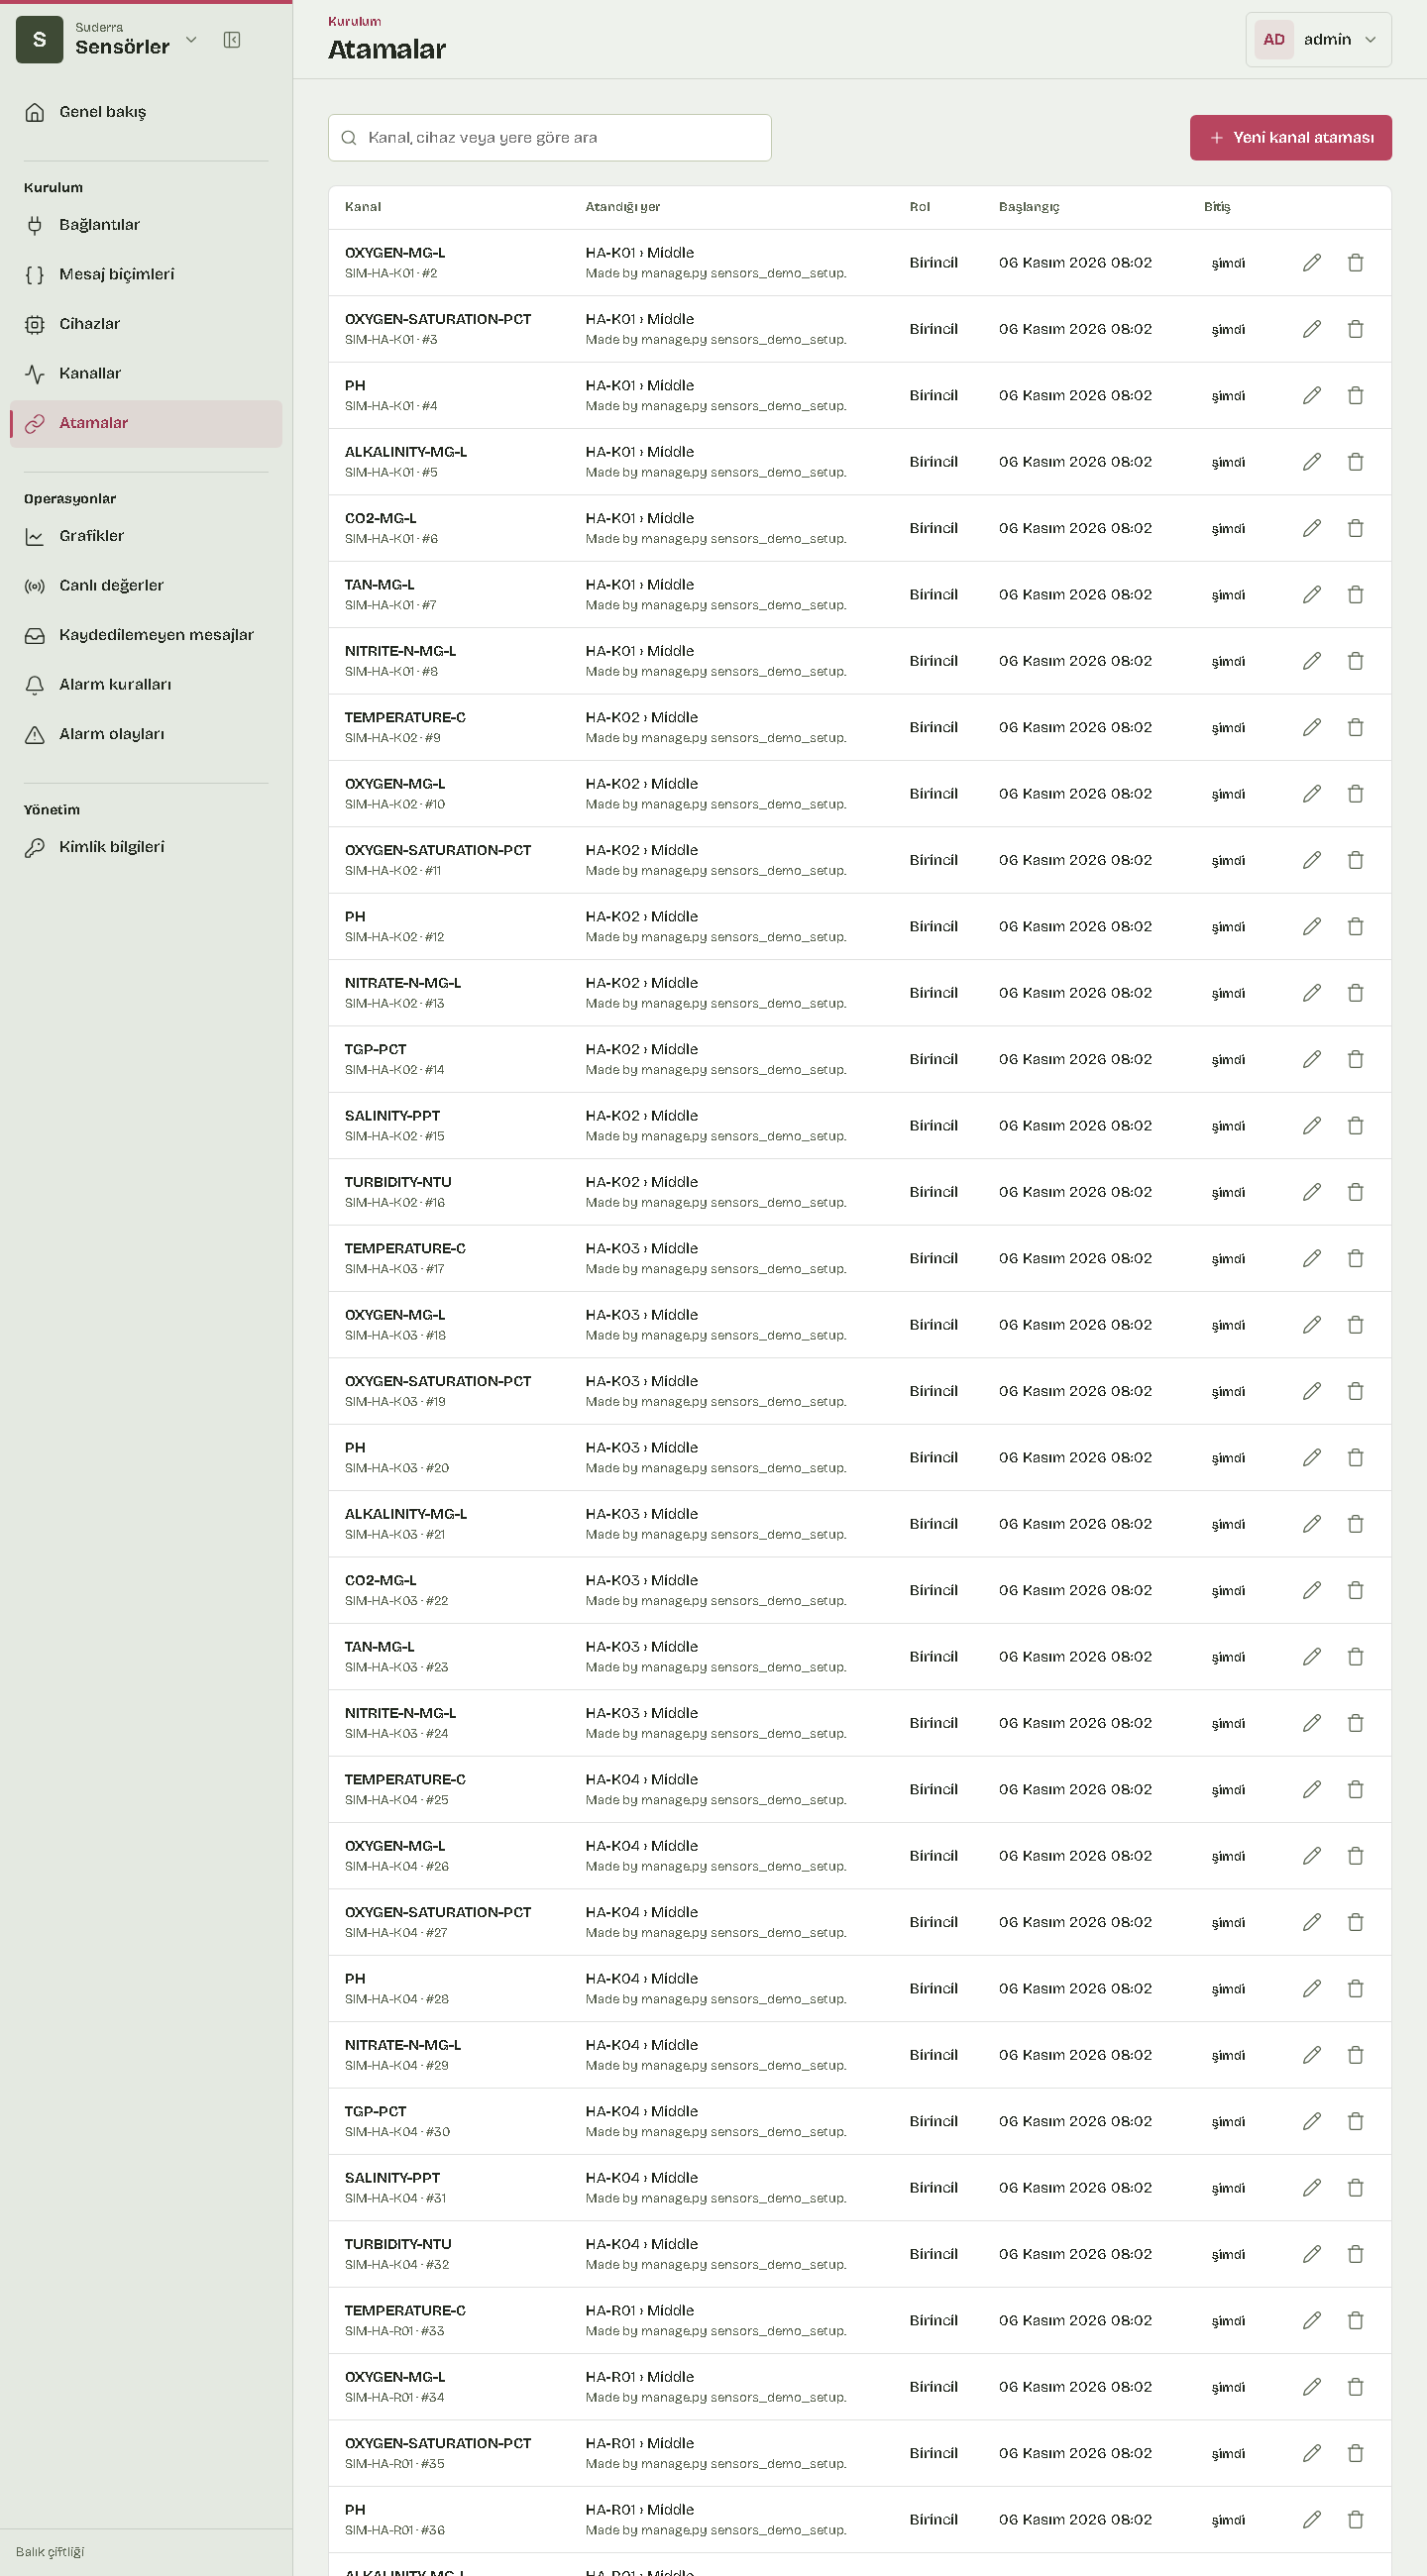 S
Suderra
Sensörler
Genel bakış
Kurulum
Bağlantılar
Mesaj biçimleri
Cihazlar
Kanallar
Atamalar
Operasyonlar
Grafikler
Canlı değerler
Kaydedilemeyen mesajlar
Alarm kuralları
Alarm olayları
Yönetim
Kimlik bilgileri
Balık çiftliği
Kurulum
Atamalar
AD admin
Kanal, cihaz veya yere göre ara
+ Yeni kanal ataması
Kanal Atandığı yer Rol Başlangıç Bitiş
OXYGEN-MG-L HA-K01 › Middle Birincil 06 Kasım 2026 08:02 şimdi
SIM-HA-K01 · #2 Made by manage.py sensors_demo_setup.
OXYGEN-SATURATION-PCT HA-K01 › Middle Birincil 06 Kasım 2026 08:02 şimdi
SIM-HA-K01 · #3 Made by manage.py sensors_demo_setup.
PH HA-K01 › Middle Birincil 06 Kasım 2026 08:02 şimdi
SIM-HA-K01 · #4 Made by manage.py sensors_demo_setup.
ALKALINITY-MG-L HA-K01 › Middle Birincil 06 Kasım 2026 08:02 şimdi
SIM-HA-K01 · #5 Made by manage.py sensors_demo_setup.
CO2-MG-L HA-K01 › Middle Birincil 06 Kasım 2026 08:02 şimdi
SIM-HA-K01 · #6 Made by manage.py sensors_demo_setup.
TAN-MG-L HA-K01 › Middle Birincil 06 Kasım 2026 08:02 şimdi
SIM-HA-K01 · #7 Made by manage.py sensors_demo_setup.
NITRITE-N-MG-L HA-K01 › Middle Birincil 06 Kasım 2026 08:02 şimdi
SIM-HA-K01 · #8 Made by manage.py sensors_demo_setup.
TEMPERATURE-C HA-K02 › Middle Birincil 06 Kasım 2026 08:02 şimdi
SIM-HA-K02 · #9 Made by manage.py sensors_demo_setup.
OXYGEN-MG-L HA-K02 › Middle Birincil 06 Kasım 2026 08:02 şimdi
SIM-HA-K02 · #10 Made by manage.py sensors_demo_setup.
OXYGEN-SATURATION-PCT HA-K02 › Middle Birincil 06 Kasım 2026 08:02 şimdi
SIM-HA-K02 · #11 Made by manage.py sensors_demo_setup.
PH HA-K02 › Middle Birincil 06 Kasım 2026 08:02 şimdi
SIM-HA-K02 · #12 Made by manage.py sensors_demo_setup.
NITRATE-N-MG-L HA-K02 › Middle Birincil 06 Kasım 2026 08:02 şimdi
SIM-HA-K02 · #13 Made by manage.py sensors_demo_setup.
TGP-PCT HA-K02 › Middle Birincil 06 Kasım 2026 08:02 şimdi
SIM-HA-K02 · #14 Made by manage.py sensors_demo_setup.
SALINITY-PPT HA-K02 › Middle Birincil 06 Kasım 2026 08:02 şimdi
SIM-HA-K02 · #15 Made by manage.py sensors_demo_setup.
TURBIDITY-NTU HA-K02 › Middle Birincil 06 Kasım 2026 08:02 şimdi
SIM-HA-K02 · #16 Made by manage.py sensors_demo_setup.
TEMPERATURE-C HA-K03 › Middle Birincil 06 Kasım 2026 08:02 şimdi
SIM-HA-K03 · #17 Made by manage.py sensors_demo_setup.
OXYGEN-MG-L HA-K03 › Middle Birincil 06 Kasım 2026 08:02 şimdi
SIM-HA-K03 · #18 Made by manage.py sensors_demo_setup.
OXYGEN-SATURATION-PCT HA-K03 › Middle Birincil 06 Kasım 2026 08:02 şimdi
SIM-HA-K03 · #19 Made by manage.py sensors_demo_setup.
PH HA-K03 › Middle Birincil 06 Kasım 2026 08:02 şimdi
SIM-HA-K03 · #20 Made by manage.py sensors_demo_setup.
ALKALINITY-MG-L HA-K03 › Middle Birincil 06 Kasım 2026 08:02 şimdi
SIM-HA-K03 · #21 Made by manage.py sensors_demo_setup.
CO2-MG-L HA-K03 › Middle Birincil 06 Kasım 2026 08:02 şimdi
SIM-HA-K03 · #22 Made by manage.py sensors_demo_setup.
TAN-MG-L HA-K03 › Middle Birincil 06 Kasım 2026 08:02 şimdi
SIM-HA-K03 · #23 Made by manage.py sensors_demo_setup.
NITRITE-N-MG-L HA-K03 › Middle Birincil 06 Kasım 2026 08:02 şimdi
SIM-HA-K03 · #24 Made by manage.py sensors_demo_setup.
TEMPERATURE-C HA-K04 › Middle Birincil 06 Kasım 2026 08:02 şimdi
SIM-HA-K04 · #25 Made by manage.py sensors_demo_setup.
OXYGEN-MG-L HA-K04 › Middle Birincil 06 Kasım 2026 08:02 şimdi
SIM-HA-K04 · #26 Made by manage.py sensors_demo_setup.
OXYGEN-SATURATION-PCT HA-K04 › Middle Birincil 06 Kasım 2026 08:02 şimdi
SIM-HA-K04 · #27 Made by manage.py sensors_demo_setup.
PH HA-K04 › Middle Birincil 06 Kasım 2026 08:02 şimdi
SIM-HA-K04 · #28 Made by manage.py sensors_demo_setup.
NITRATE-N-MG-L HA-K04 › Middle Birincil 06 Kasım 2026 08:02 şimdi
SIM-HA-K04 · #29 Made by manage.py sensors_demo_setup.
TGP-PCT HA-K04 › Middle Birincil 06 Kasım 2026 08:02 şimdi
SIM-HA-K04 · #30 Made by manage.py sensors_demo_setup.
SALINITY-PPT HA-K04 › Middle Birincil 06 Kasım 2026 08:02 şimdi
SIM-HA-K04 · #31 Made by manage.py sensors_demo_setup.
TURBIDITY-NTU HA-K04 › Middle Birincil 06 Kasım 2026 08:02 şimdi
SIM-HA-K04 · #32 Made by manage.py sensors_demo_setup.
TEMPERATURE-C HA-R01 › Middle Birincil 06 Kasım 2026 08:02 şimdi
SIM-HA-R01 · #33 Made by manage.py sensors_demo_setup.
OXYGEN-MG-L HA-R01 › Middle Birincil 06 Kasım 2026 08:02 şimdi
SIM-HA-R01 · #34 Made by manage.py sensors_demo_setup.
OXYGEN-SATURATION-PCT HA-R01 › Middle Birincil 06 Kasım 2026 08:02 şimdi
SIM-HA-R01 · #35 Made by manage.py sensors_demo_setup.
PH HA-R01 › Middle Birincil 06 Kasım 2026 08:02 şimdi
SIM-HA-R01 · #36 Made by manage.py sensors_demo_setup.
ALKALINITY-MG-L HA-R01 › Middle